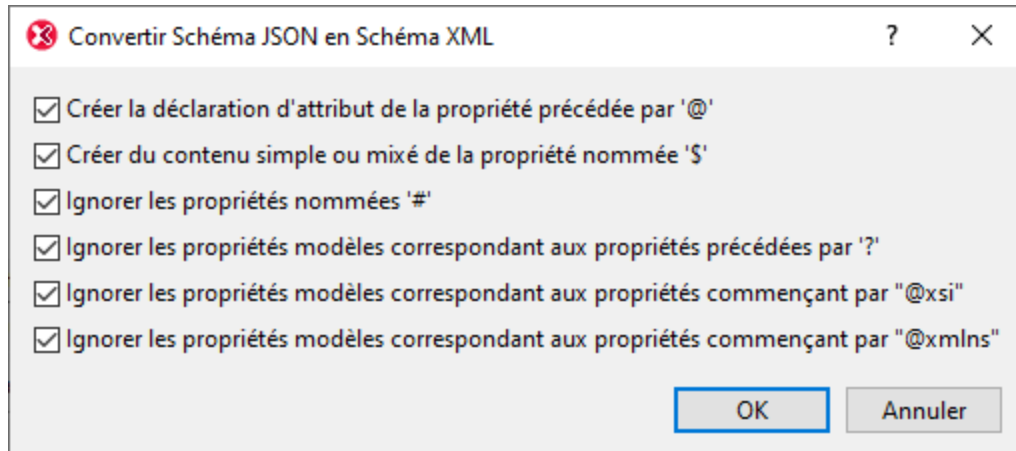 Convertir Schéma JSON en Schéma XML ?
Créer la déclaration d'attribut de la propriété précédée par '@'
Créer du contenu simple ou mixé de la propriété nommée '$'
Ignorer les propriétés nommées '#'
Ignorer les propriétés modèles correspondant aux propriétés précédées par '?'
Ignorer les propriétés modèles correspondant aux propriétés commençant par "@xsi"
Ignorer les propriétés modèles correspondant aux propriétés commençant par "@xmlns"
OK Annuler